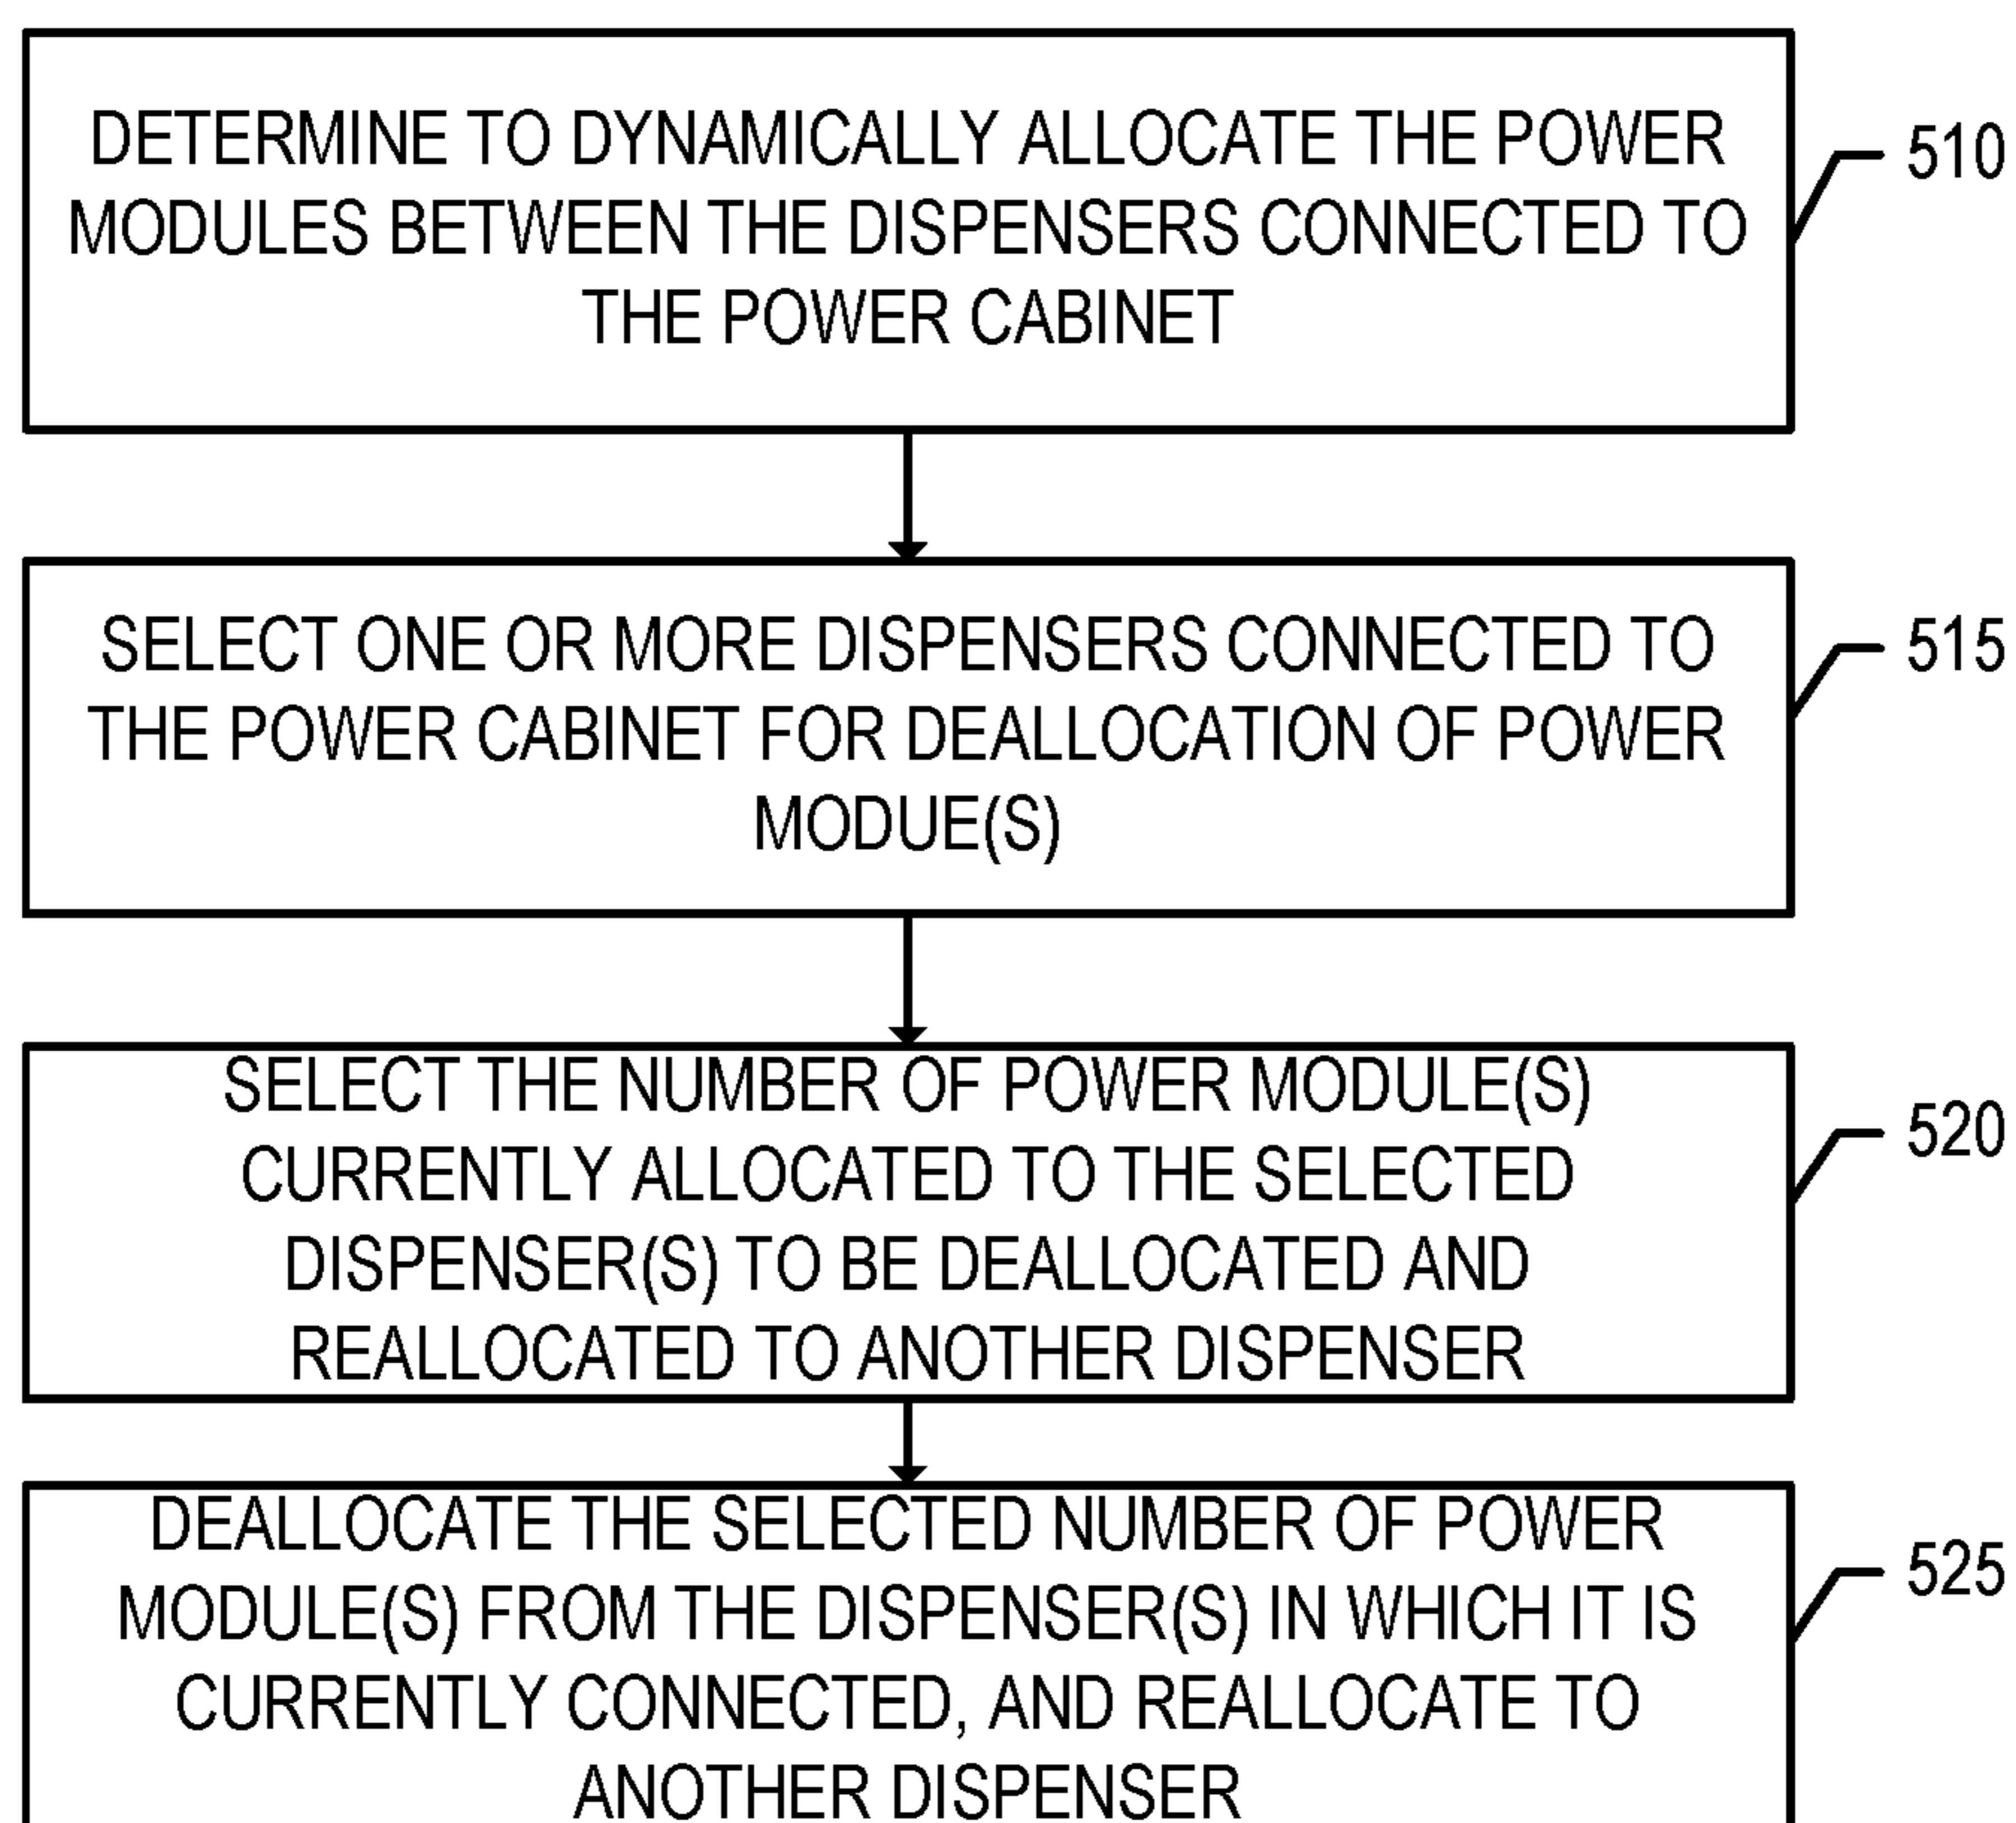 DETERMINE TO DYNAMICALLY ALLOCATE THE POWER
MODULES BETWEEN THE DISPENSERS CONNECTED TO
THE POWER CABINET
510
SELECT ONE OR MORE DISPENSERS CONNECTED TO
THE POWER CABINET FOR DEALLOCATION OF POWER
MODUE(S)
515
SELECT THE NUMBER OF POWER MODULE(S)
CURRENTLY ALLOCATED TO THE SELECTED
DISPENSER(S) TO BE DEALLOCATED AND
REALLOCATED TO ANOTHER DISPENSER
520
DEALLOCATE THE SELECTED NUMBER OF POWER
MODULE(S) FROM THE DISPENSER(S) IN WHICH IT IS
CURRENTLY CONNECTED, AND REALLOCATE TO
ANOTHER DISPENSER
525